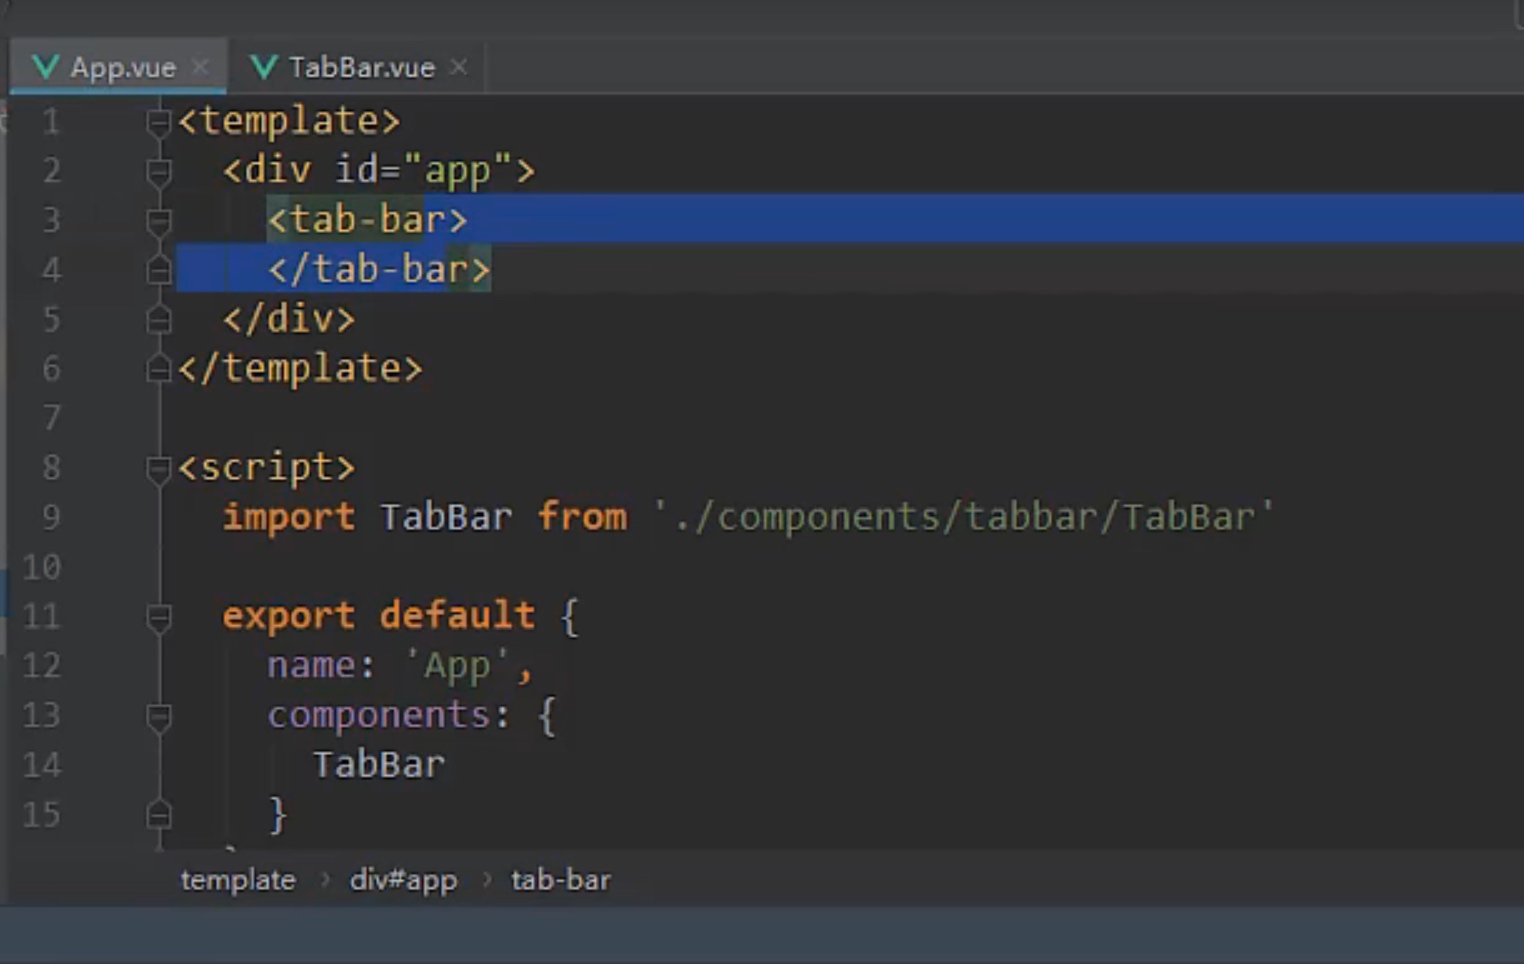 App.vue
TabBar.vue
1 <template>
2 <div id="app">
3 <tab-bar>
4 </tab-bar>
5 </div>
6 </template>
7
8 <script>
9 import TabBar from './components/tabbar/TabBar'
10
11 export default {
12 name: 'App',
13 components: {
14 TabBar
15 }
template › div#app › tab-bar